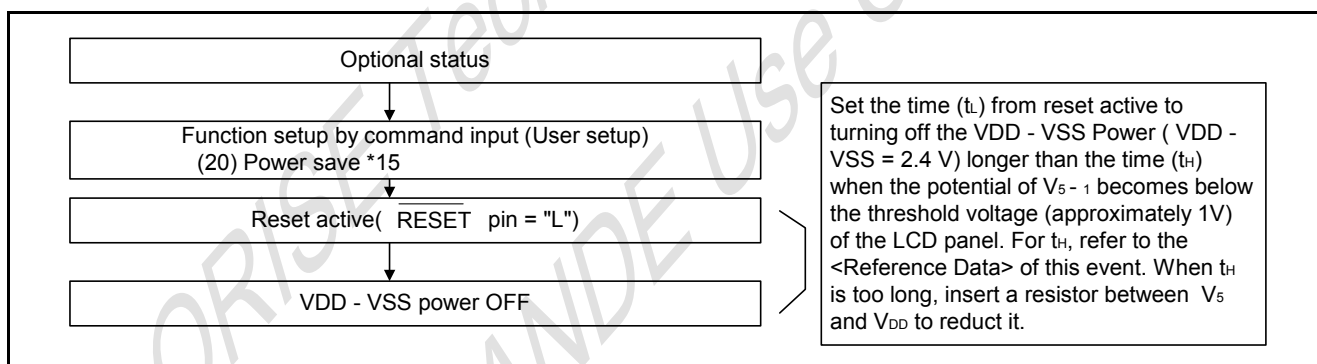 ORISE Tech
ANDE Use O
Optional status
Function setup by command input (User setup)
(20) Power save *15
Reset active( RESET pin = "L")
VDD - VSS power OFF
Set the time (tL) from reset active to
turning off the VDD - VSS Power ( VDD -
VSS = 2.4 V) longer than the time (tH)
when the potential of V5 - 1 becomes below
the threshold voltage (approximately 1V)
of the LCD panel. For tH, refer to the
<Reference Data> of this event. When tH
is too long, insert a resistor between V5
and VDD to reduct it.